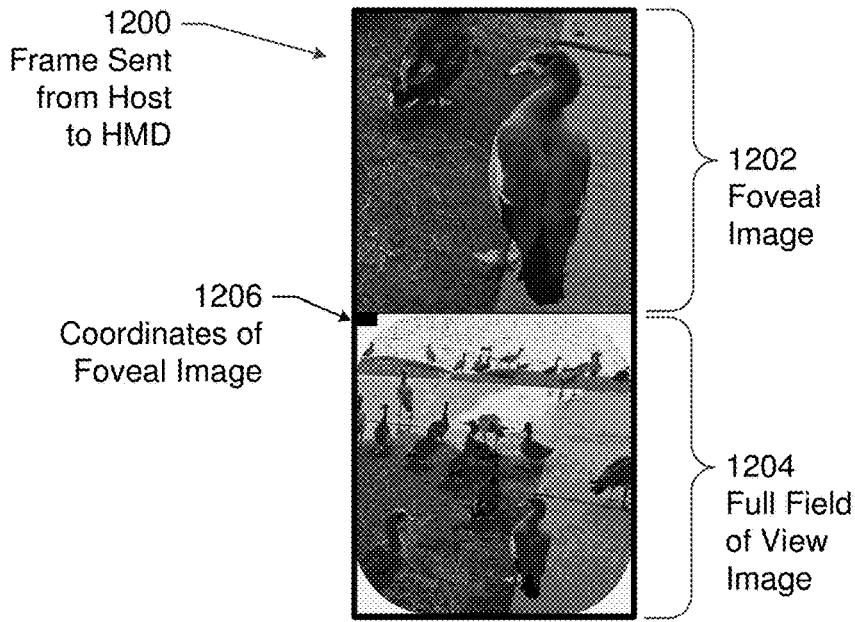 1200
Frame Sent
from Host
to HMD
1202
Foveal
Image
1206
Coordinates of
Foveal Image
1204
Full Field
of View
Image